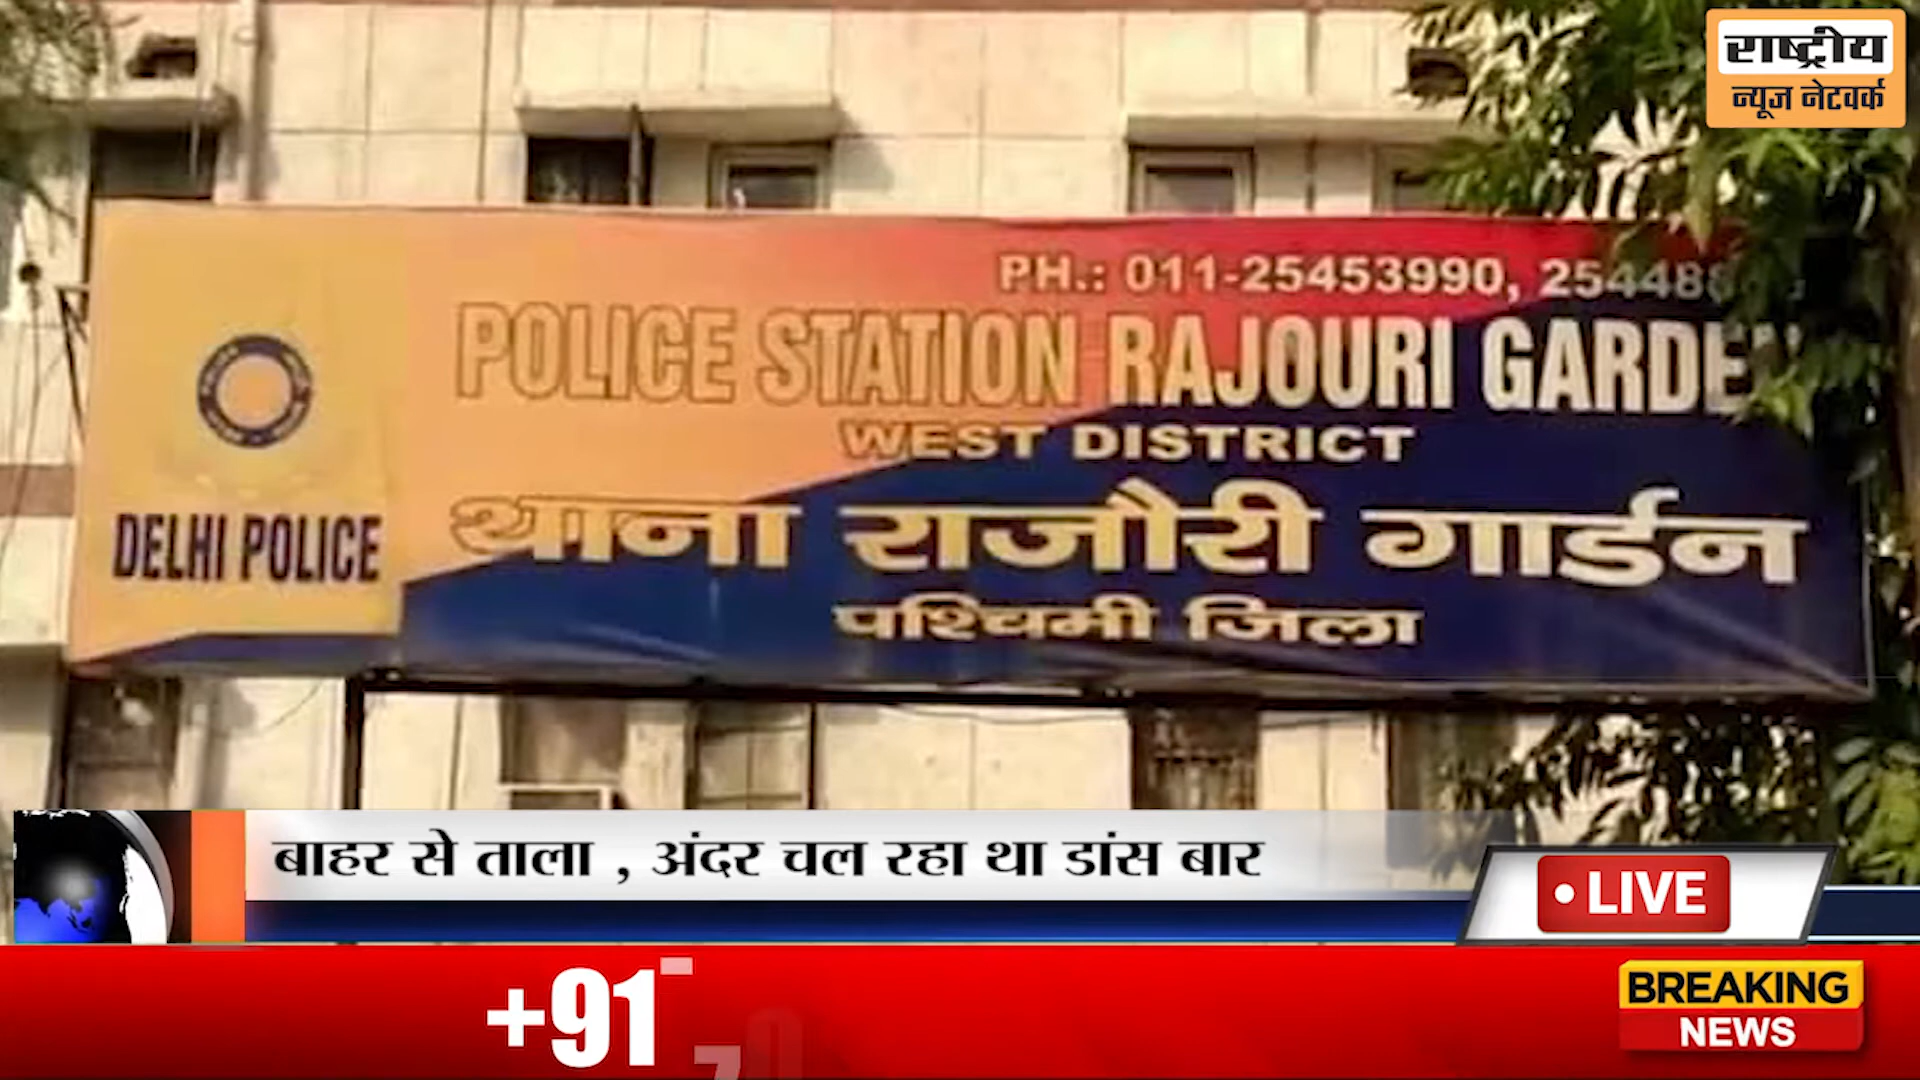 राष्ट्रीय
न्यूज नेटवर्क
PH.: 011-25453990,
POLICE STATION RAJOURI GARDEN
WEST DISTRICT
थाना राजौरी गार्डन
पश्चिमी जिला
DELHI POLICE
बाहर से ताला , अंदर चल रहा था डांस बार
LIVE
+91
BREAKING
NEWS